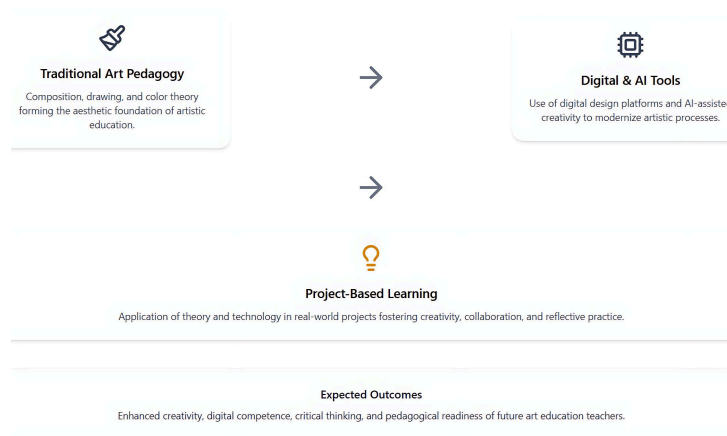 Traditional Art Pedagogy
Composition, drawing, and color theory
forming the aesthetic foundation of artistic
education.
Digital & AI Tools
Use of digital design platforms and
creativity to modernize artistic processes.
Project-Based Learning
Application of theory and technology in real-world projects fostering creativity, collaboration, and reflective practice.
Expected Outcomes
Enhanced creativity, digital competence, critical thinking, and pedagogical readiness of future art education teachers.